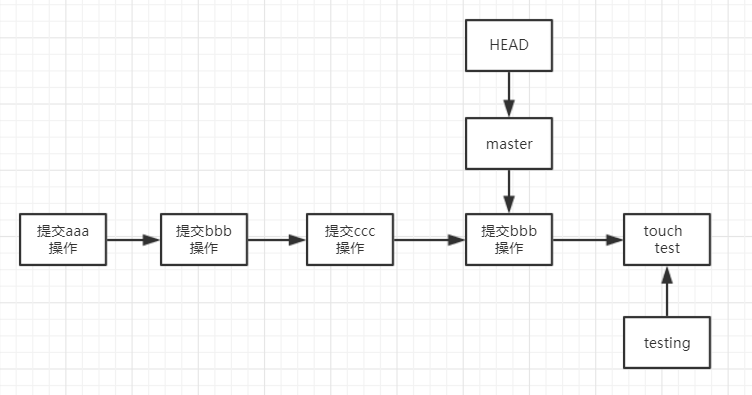 HEAD
master
提交aaa
操作
提交bbb
操作
提交ccc
操作
提交bbb
操作
touch
test
testing